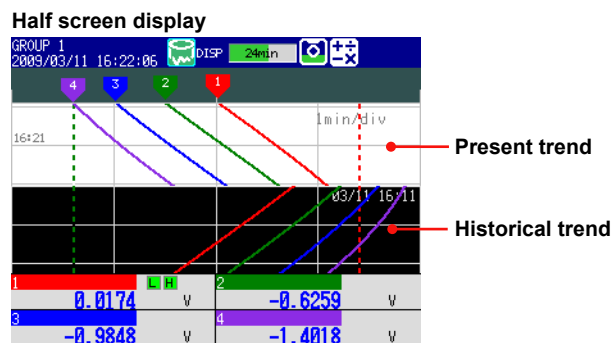 Half screen display
GROUP 1
2009/03/11 16:22:06 DISP 24min
4 3 2 1
1min/div
16:21
Present trend
03/11 16:11
Historical trend
1 L H 2
0.0174 V -0.6259 V
3 4
-0.9848 V -1.4018 V